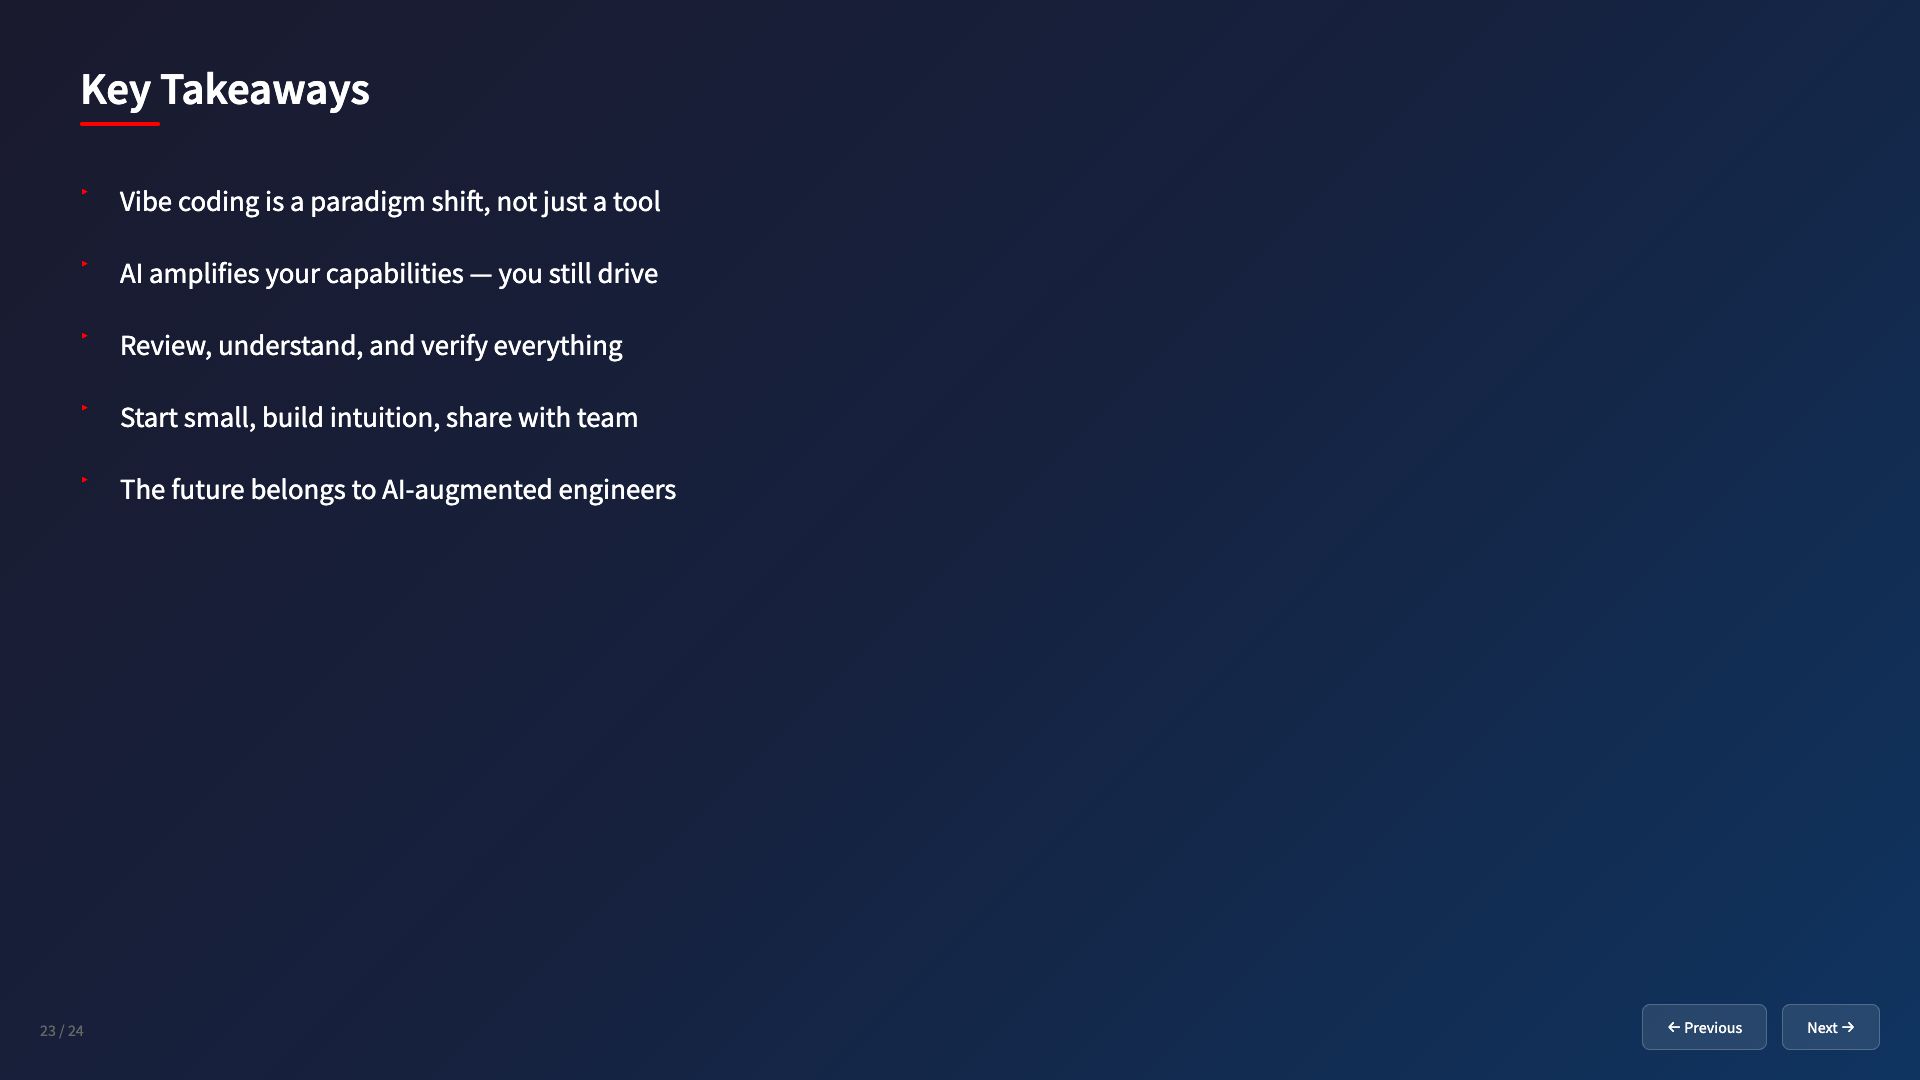 Key Takeaways
‣ Vibe coding is a paradigm shift, not just a tool
‣ AI amplifies your capabilities — you still drive
‣ Review, understand, and verify everything
‣ Start small, build intuition, share with team
‣ The future belongs to AI-augmented engineers
23 / 24
← Previous
Next →